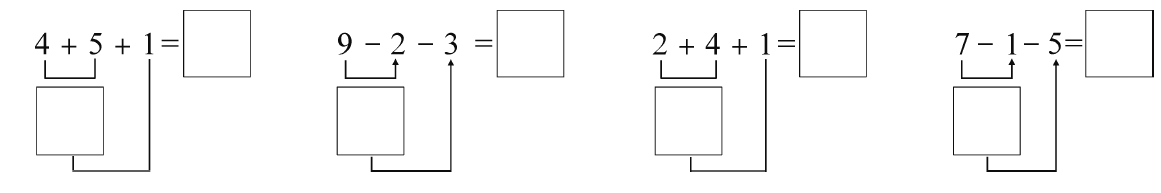 4 + 5 + 1 =
9 − 2 − 3 =
2 + 4 + 1 =
7 − 1 − 5 =